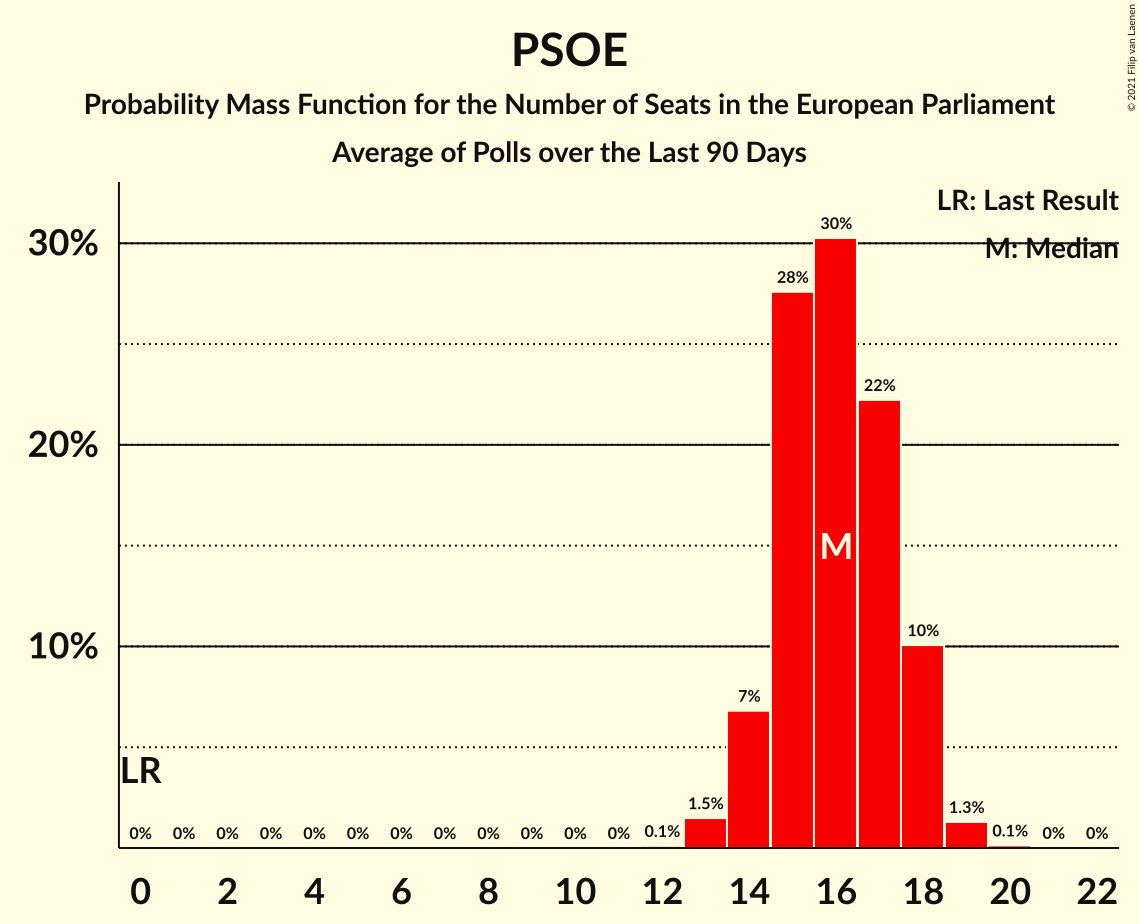 PSOE
Probability Mass Function for the Number of Seats in the European Parliament
Average of Polls over the Last 90 Days
© 2021 Filip van Laenen
LR: Last Result
M: Median
30%
20%
10%
30%
28%
22%
M
10%
7%
LR
1.5%
1.3%
0% 0% 0% 0% 0% 0% 0% 0% 0% 0% 0% 0% 0.1% 0.1% 0% 0%
0 2 4 6 8 10 12 14 16 18 20 22